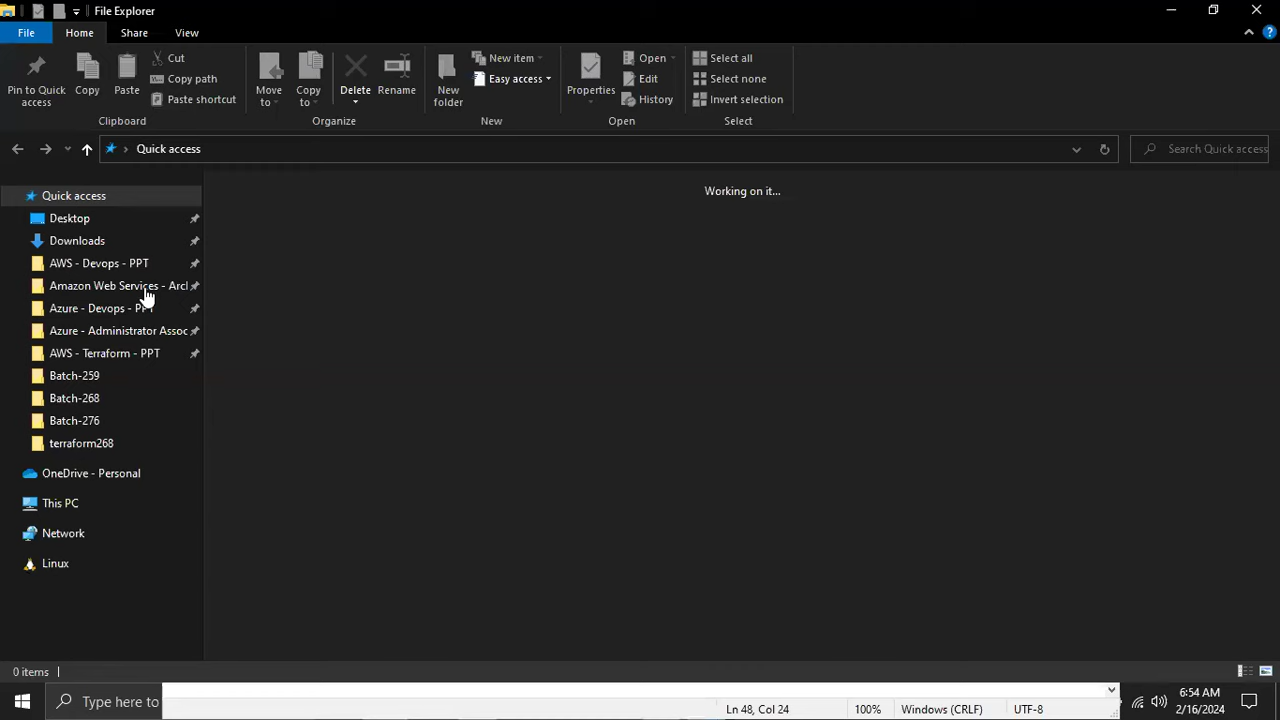 File Explorer
File Home Share View
Pin to Quick access
Copy
Paste
Cut
Copy path
Paste shortcut
Clipboard
Move to
Copy to
Delete
Rename
Organize
New folder
New item
Easy access
New
Properties
Open
Edit
History
Open
Select all
Select none
Invert selection
Select
Quick access
Search Quick access
Quick access
Working on it...
Desktop
Downloads
AWS - Devops - PPT
Amazon Web Services - Arcl
Azure - Devops - PPT
Azure - Administrator Assoc
AWS - Terraform - PPT
Batch-259
Batch-268
Batch-276
terraform268
OneDrive - Personal
This PC
Network
Linux
0 items
Type here to
Ln 48, Col 24
100%
Windows (CRLF)
UTF-8
6:54 AM
2/16/2024